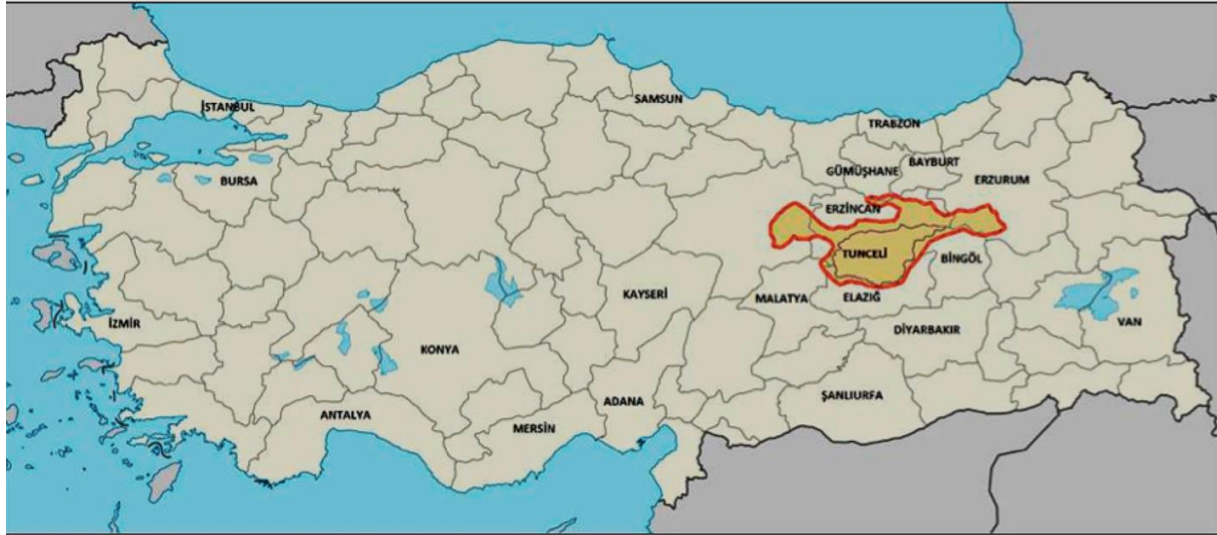 SAMSUN
İSTANBUL
TRABZON
BAYBURT
GÜMÜŞHANE
ERZURUM
BURSA
ERZİNCAN
TUNCELİ
BİNGÖL
KAYSERİ
MALATYA
ELAZIĞ
İZMİR
VAN
DİYARBAKIR
KONYA
ŞANLIURFA
ADANA
ANTALYA
MERSİN